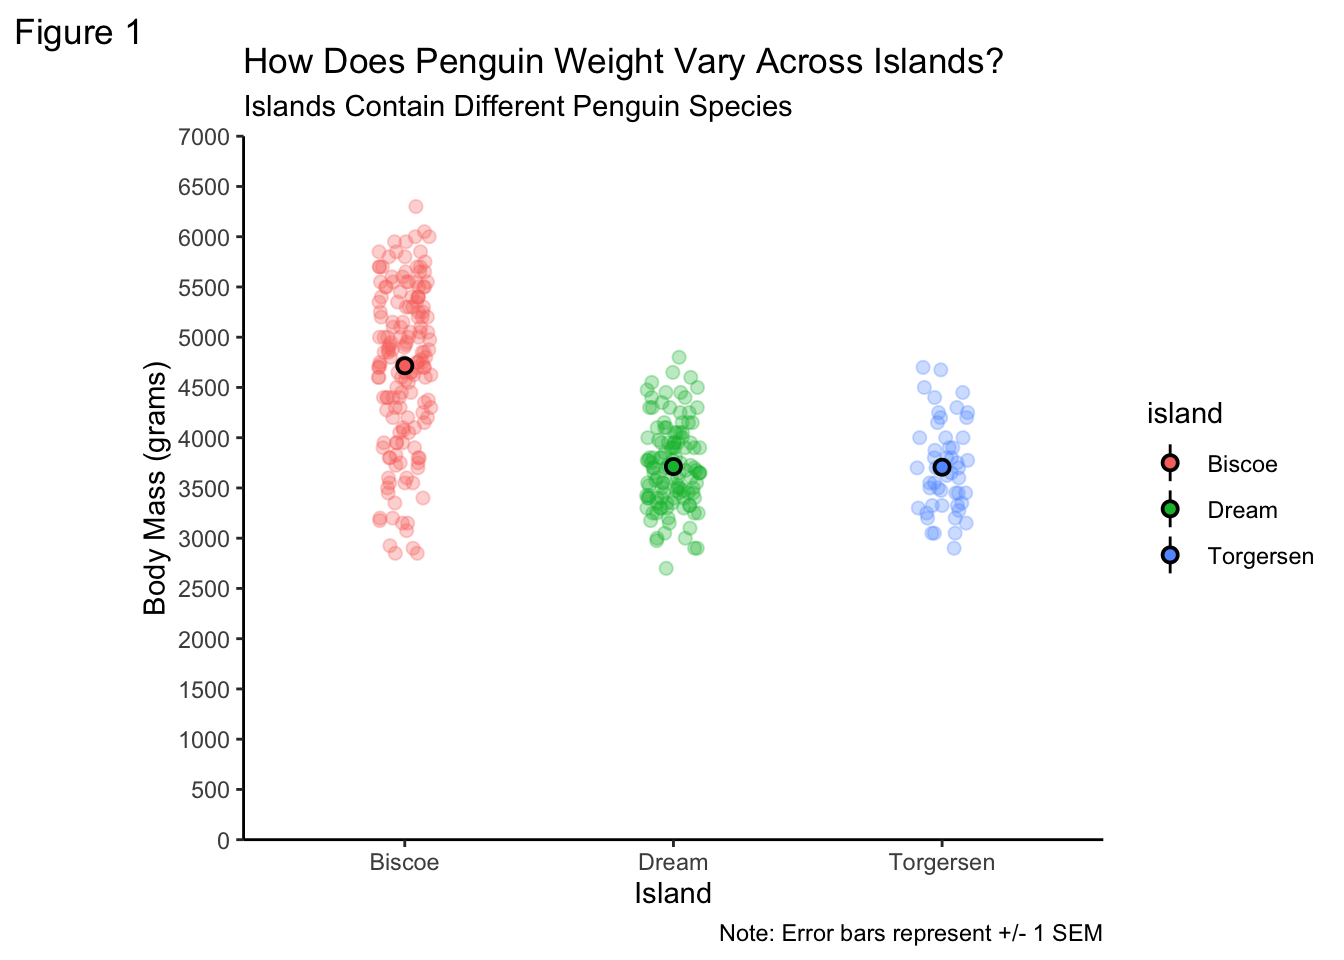 Figure 1
How Does Penguin Weight Vary Across Islands?
Islands Contain Different Penguin Species
7000
6500
6000
5500
5000
4500
4000
3500
3000
2500
2000
1500
1000
500
0
Body Mass (grams)
Biscoe
Dream
Torgersen
Island
island
Biscoe
Dream
Torgersen
Note: Error bars represent +/- 1 SEM